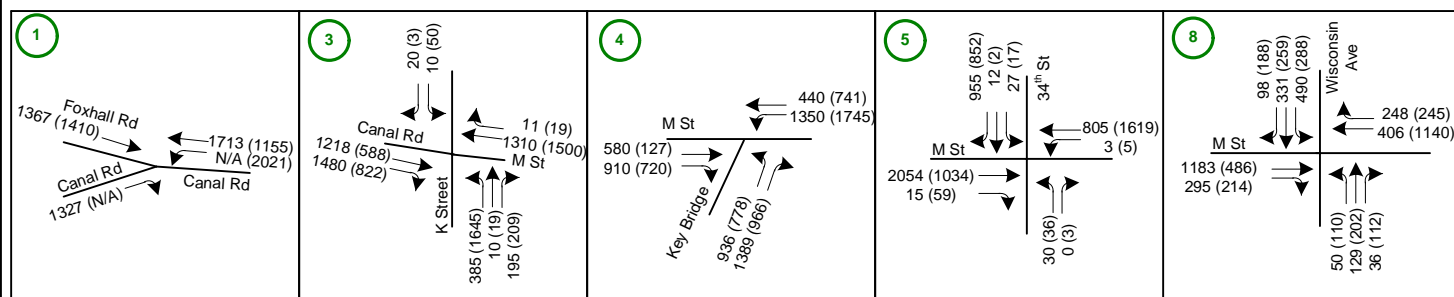 1
Foxhall Rd
1367 (1410)
1713 (1155)
N/A (2021)
Canal Rd
Canal Rd
1327 (N/A)
3
20 (3)
10 (50)
11 (19)
1310 (1500)
Canal Rd
M St
1218 (588)
1480 (822)
K Street
385 (1645)
10 (19)
195 (209)
4
440 (741)
1350 (1745)
M St
580 (127)
910 (720)
Key Bridge
936 (778)
1389 (966)
5
955 (852)
12 (2)
27 (17)
34th St
805 (1619)
3 (5)
M St
2054 (1034)
15 (59)
30 (36)
0 (3)
8
98 (188)
331 (259)
490 (288)
Wisconsin
Ave
248 (245)
406 (1140)
M St
1183 (486)
295 (214)
50 (110)
129 (202)
36 (112)